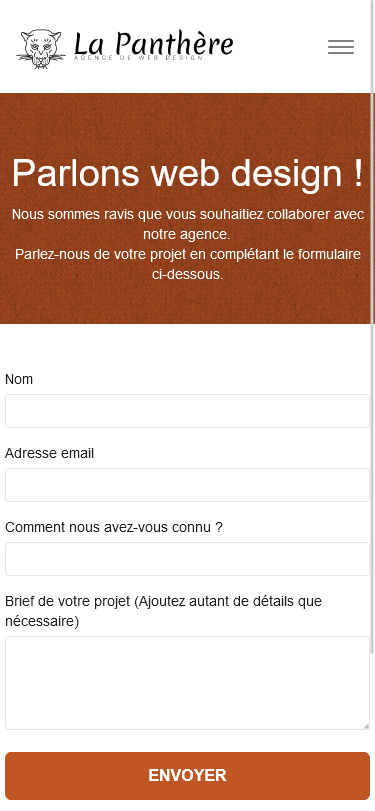 La Panthère
AGENCE DE WEB DESIGN
Parlons web design !
Nous sommes ravis que vous souhaitiez collaborer avec
notre agence.
Parlez-nous de votre projet en complétant le formulaire
ci-dessous.
Nom
Adresse email
Comment nous avez-vous connu ?
Brief de votre projet (Ajoutez autant de détails que
nécessaire)
ENVOYER